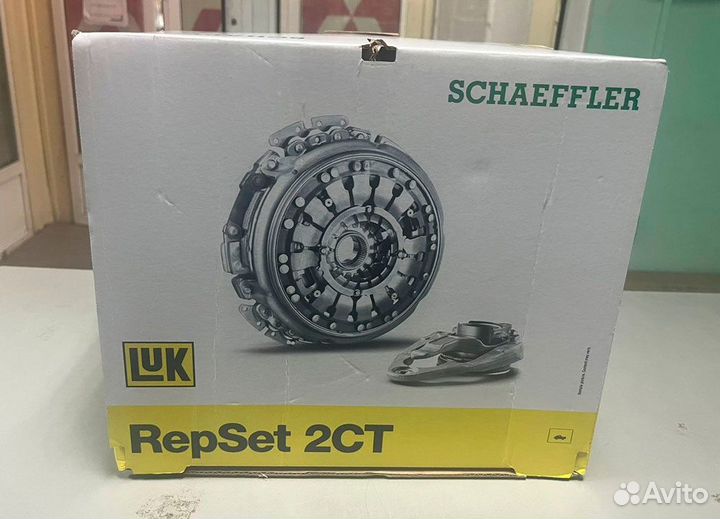 SCHAEFFLER
LUK
RepSet 2CT
Avito